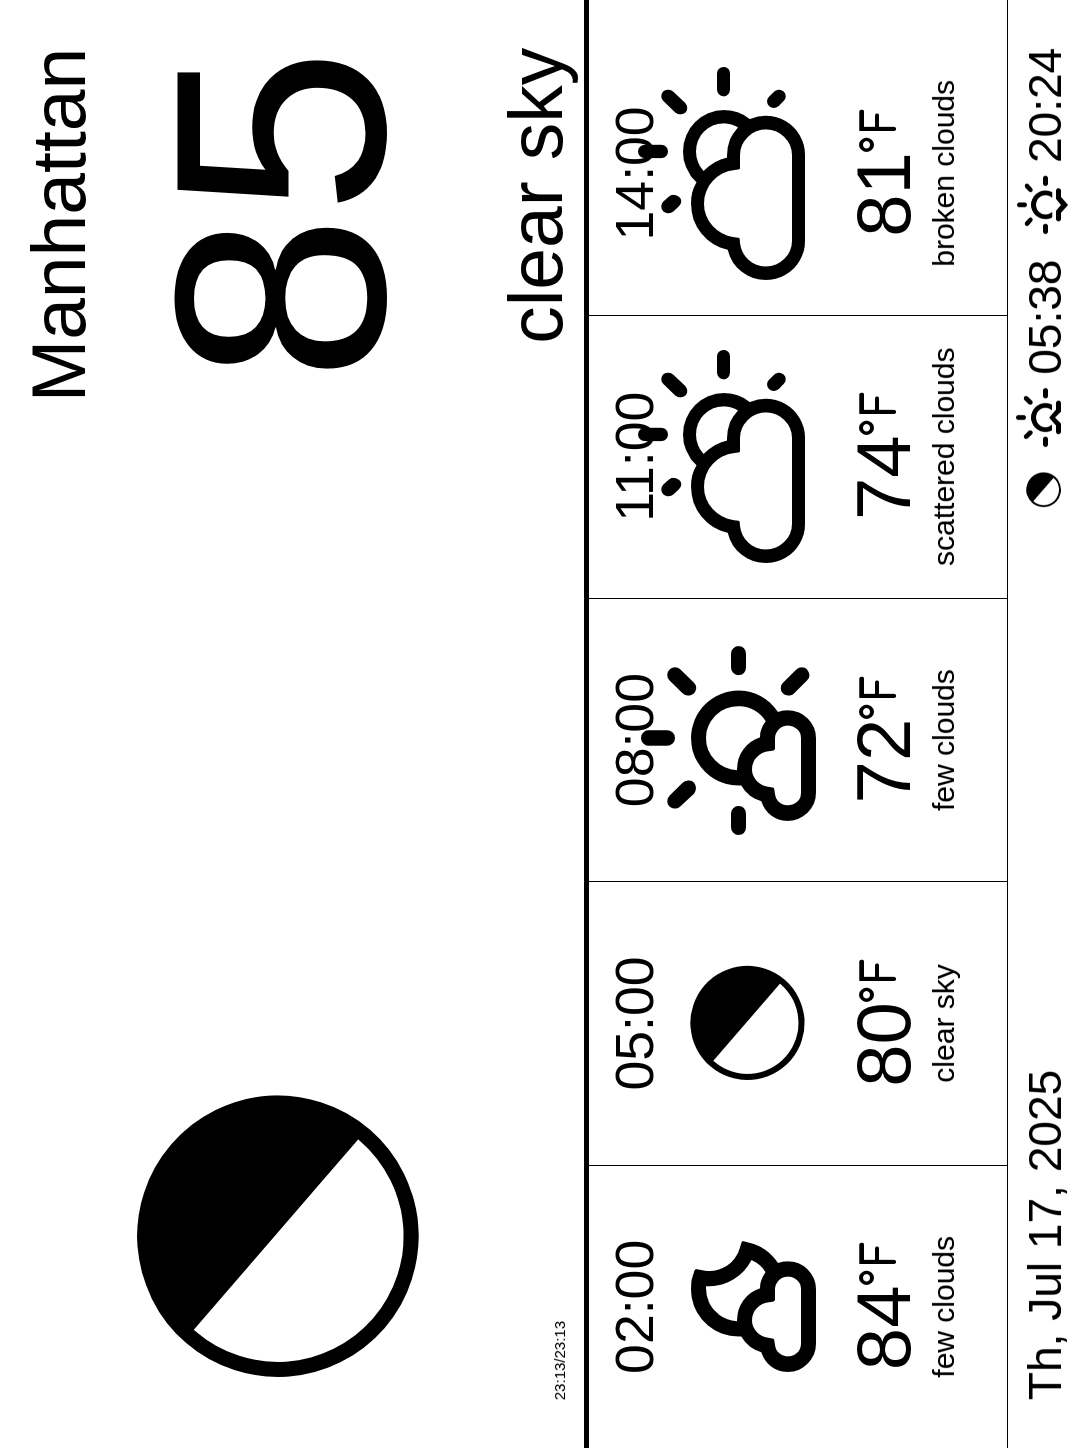 Manhattan
85
clear sky
23:13/23:13
02:00
84°F
few clouds
05:00
80°F
clear sky
08:00
72°F
few clouds
11:00
74°F
scattered clouds
14:00
81°F
broken clouds
Th, Jul 17, 2025
05:38
20:24